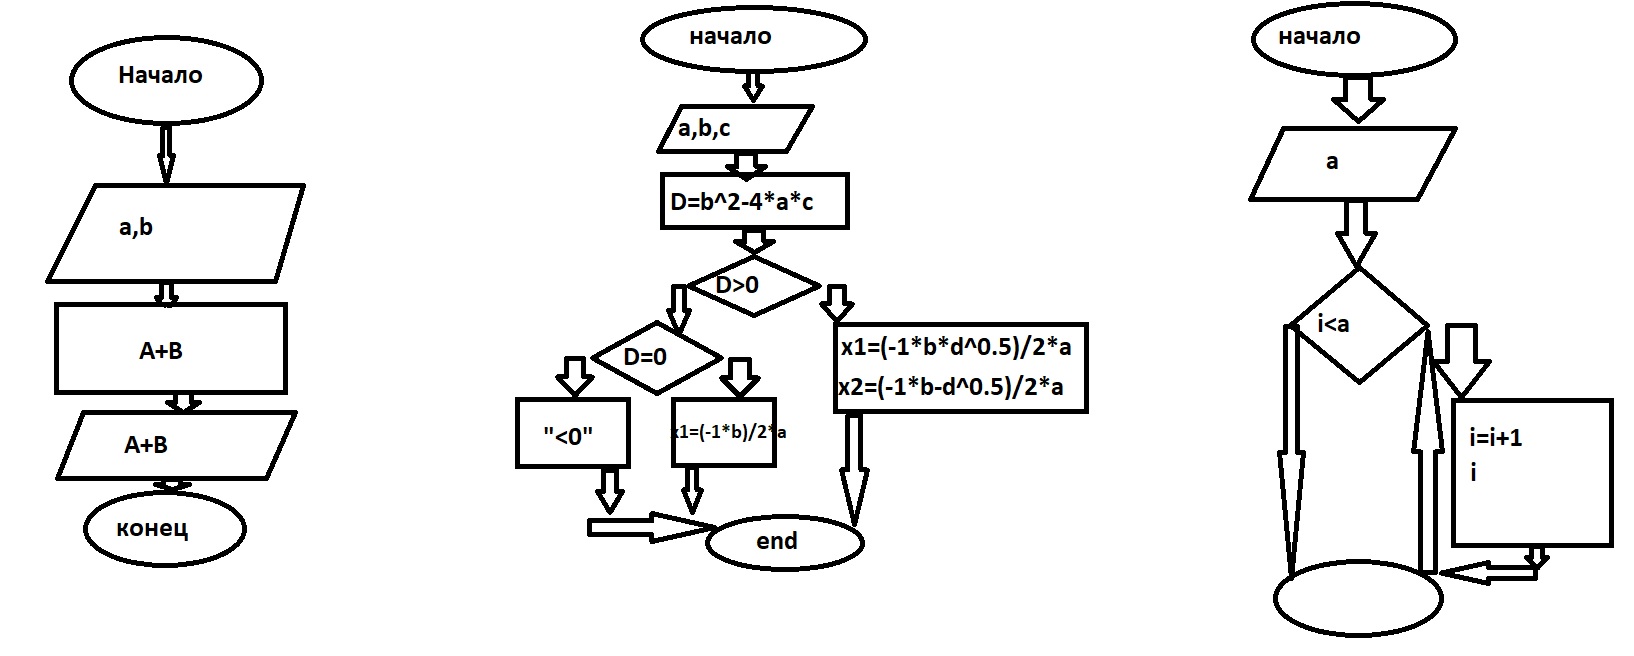 Начало
a,b
A+B
A+B
конец
начало
a,b,c
D=b^2-4*a*c
D>0
D=0
x1=(-1*b*d^0.5)/2*a
x2=(-1*b-d^0.5)/2*a
"<0"
x1=(-1*b)/2*a
end
начало
a
i<a
i=i+1
i